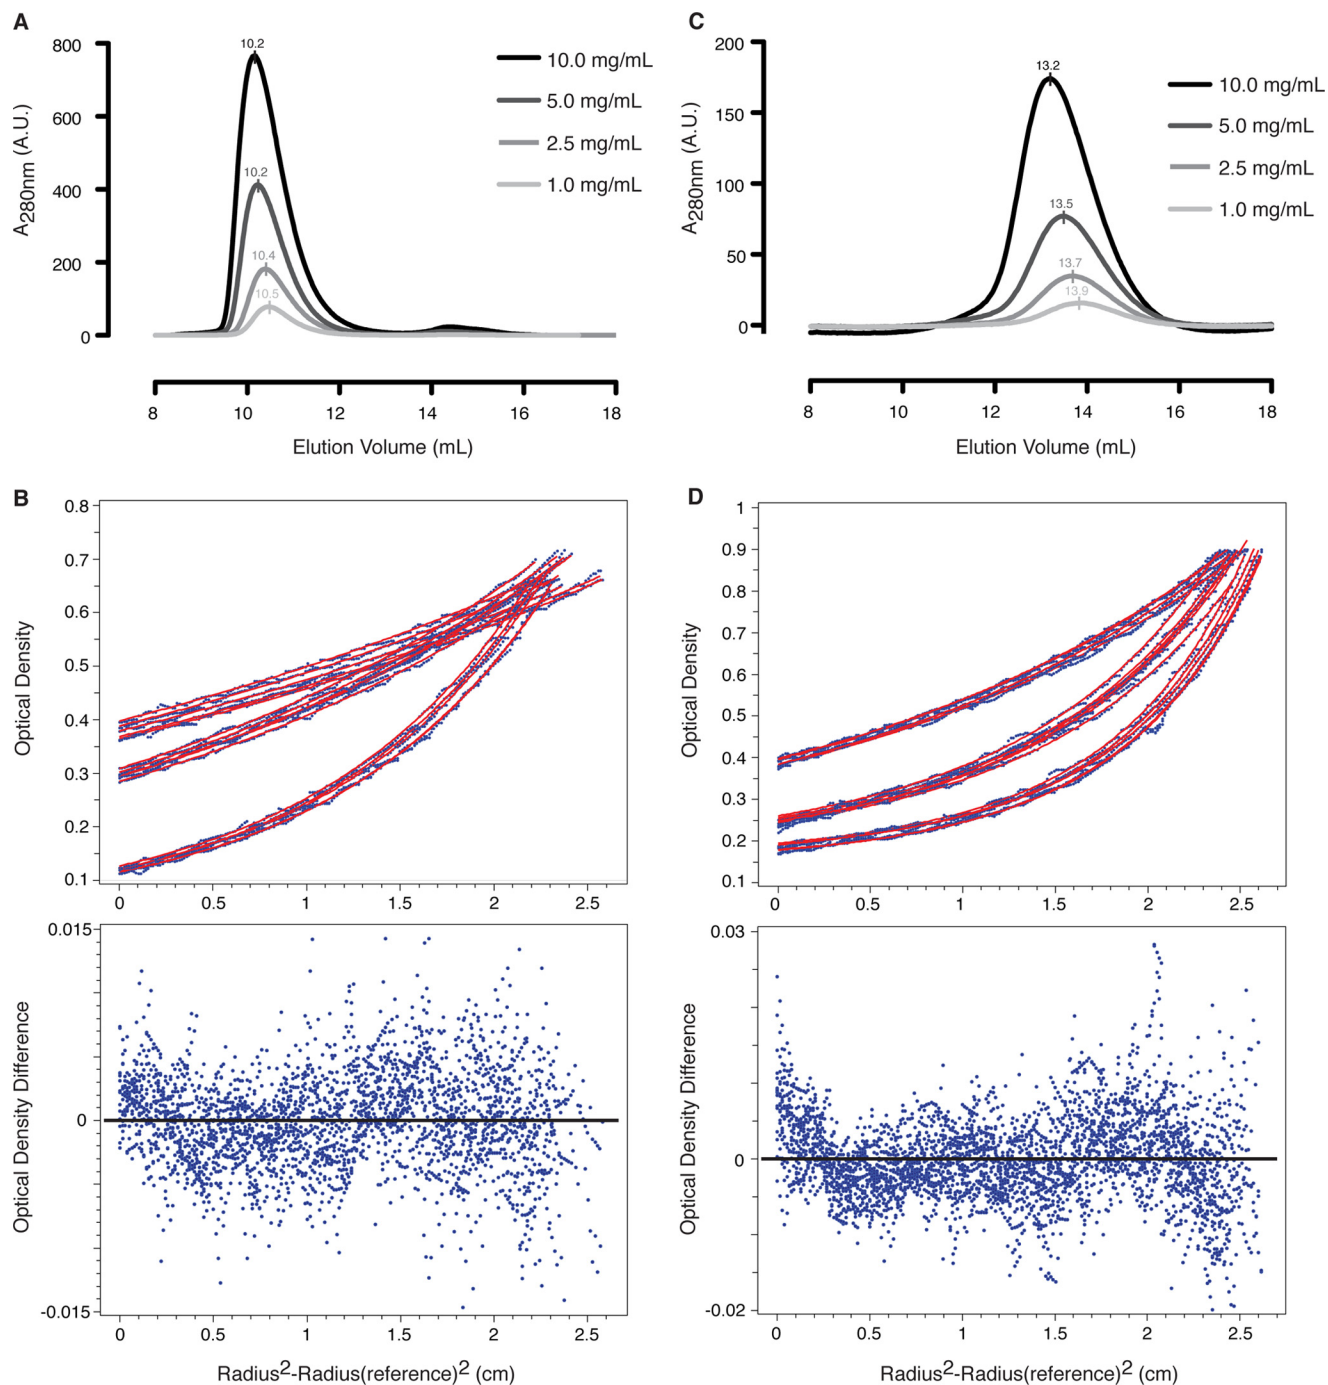 A
800
600
400
200
0
A280nm (A.U.)
10.2
10.2
10.4
10.5
10.0 mg/mL
5.0 mg/mL
2.5 mg/mL
1.0 mg/mL
8 10 12 14 16 18
Elution Volume (mL)
C
200
150
100
50
0
A280nm (A.U.)
13.2
13.5
13.7
13.9
10.0 mg/mL
5.0 mg/mL
2.5 mg/mL
1.0 mg/mL
8 10 12 14 16 18
Elution Volume (mL)
B
0.8
0.7
0.6
0.5
0.4
0.3
0.2
0.1
Optical Density
0 0.5 1 1.5 2 2.5
0.015
0
-0.015
Optical Density Difference
0 0.5 1 1.5 2 2.5
Radius2-Radius(reference)2 (cm)
D
1
0.9
0.8
0.7
0.6
0.5
0.4
0.3
0.2
0.1
Optical Density
0 0.5 1 1.5 2 2.5
0.03
0
-0.02
Optical Density Difference
0 0.5 1 1.5 2 2.5
Radius2-Radius(reference)2 (cm)